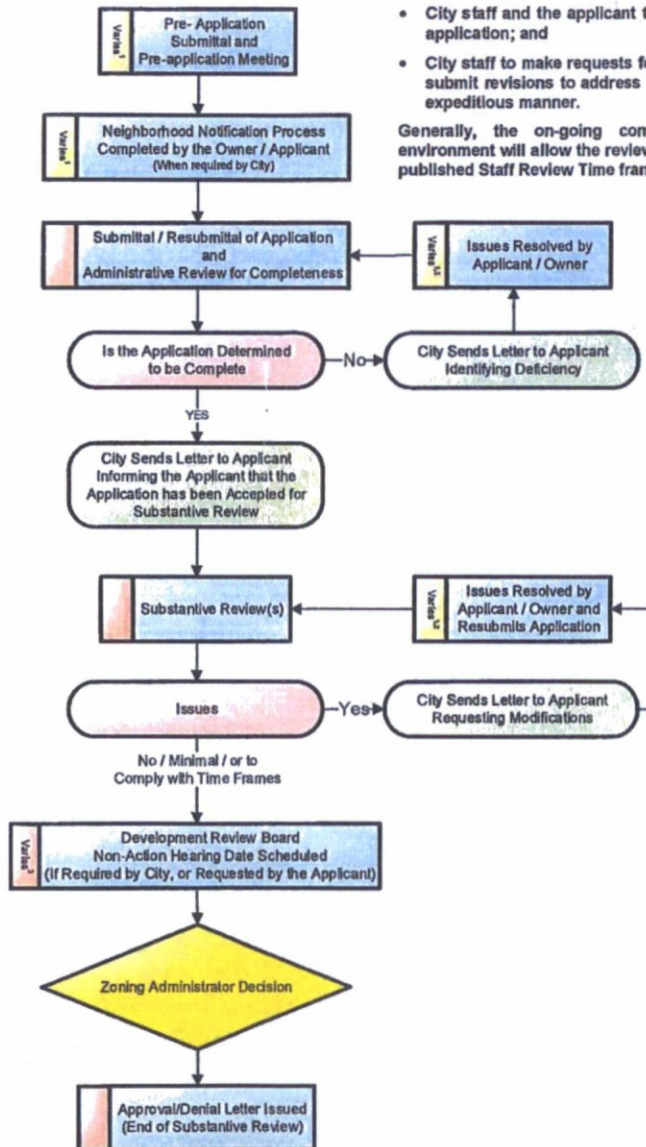 Pre- Application
Submittal and
Pre-application Meeting
Varies¹
• City staff and the applicant
application; and
• City staff to make requests
submit revisions to address
expeditious manner.
Generally, the on-going
environment will allow the
published Staff Review Time
Neighborhood Notification Process
Completed by the Owner / Applicant
(When required by City)
Varies
Submittal / Resubmittal of Application
and
Administrative Review for Completeness
Varies
Issues Resolved by
Applicant / Owner
Is the Application Determined
to be Complete
No
City Sends Letter to Applicant
Identifying Deficiency
YES
City Sends Letter to Applicant
Informing the Applicant that the
Application has been Accepted for
Substantive Review
Substantive Review(s)
Varies
Issues Resolved by
Applicant / Owner and
Resubmits Application
Issues
Yes
City Sends Letter to Applicant
Requesting Modifications
No / Minimal / or to
Comply with Time Frames
Varies
Development Review Board
Non-Action Hearing Date Scheduled
(If Required by City, or Requested by the Applicant)
Zoning Administrator Decision
Approval/Denial Letter Issued
(End of Substantive Review)